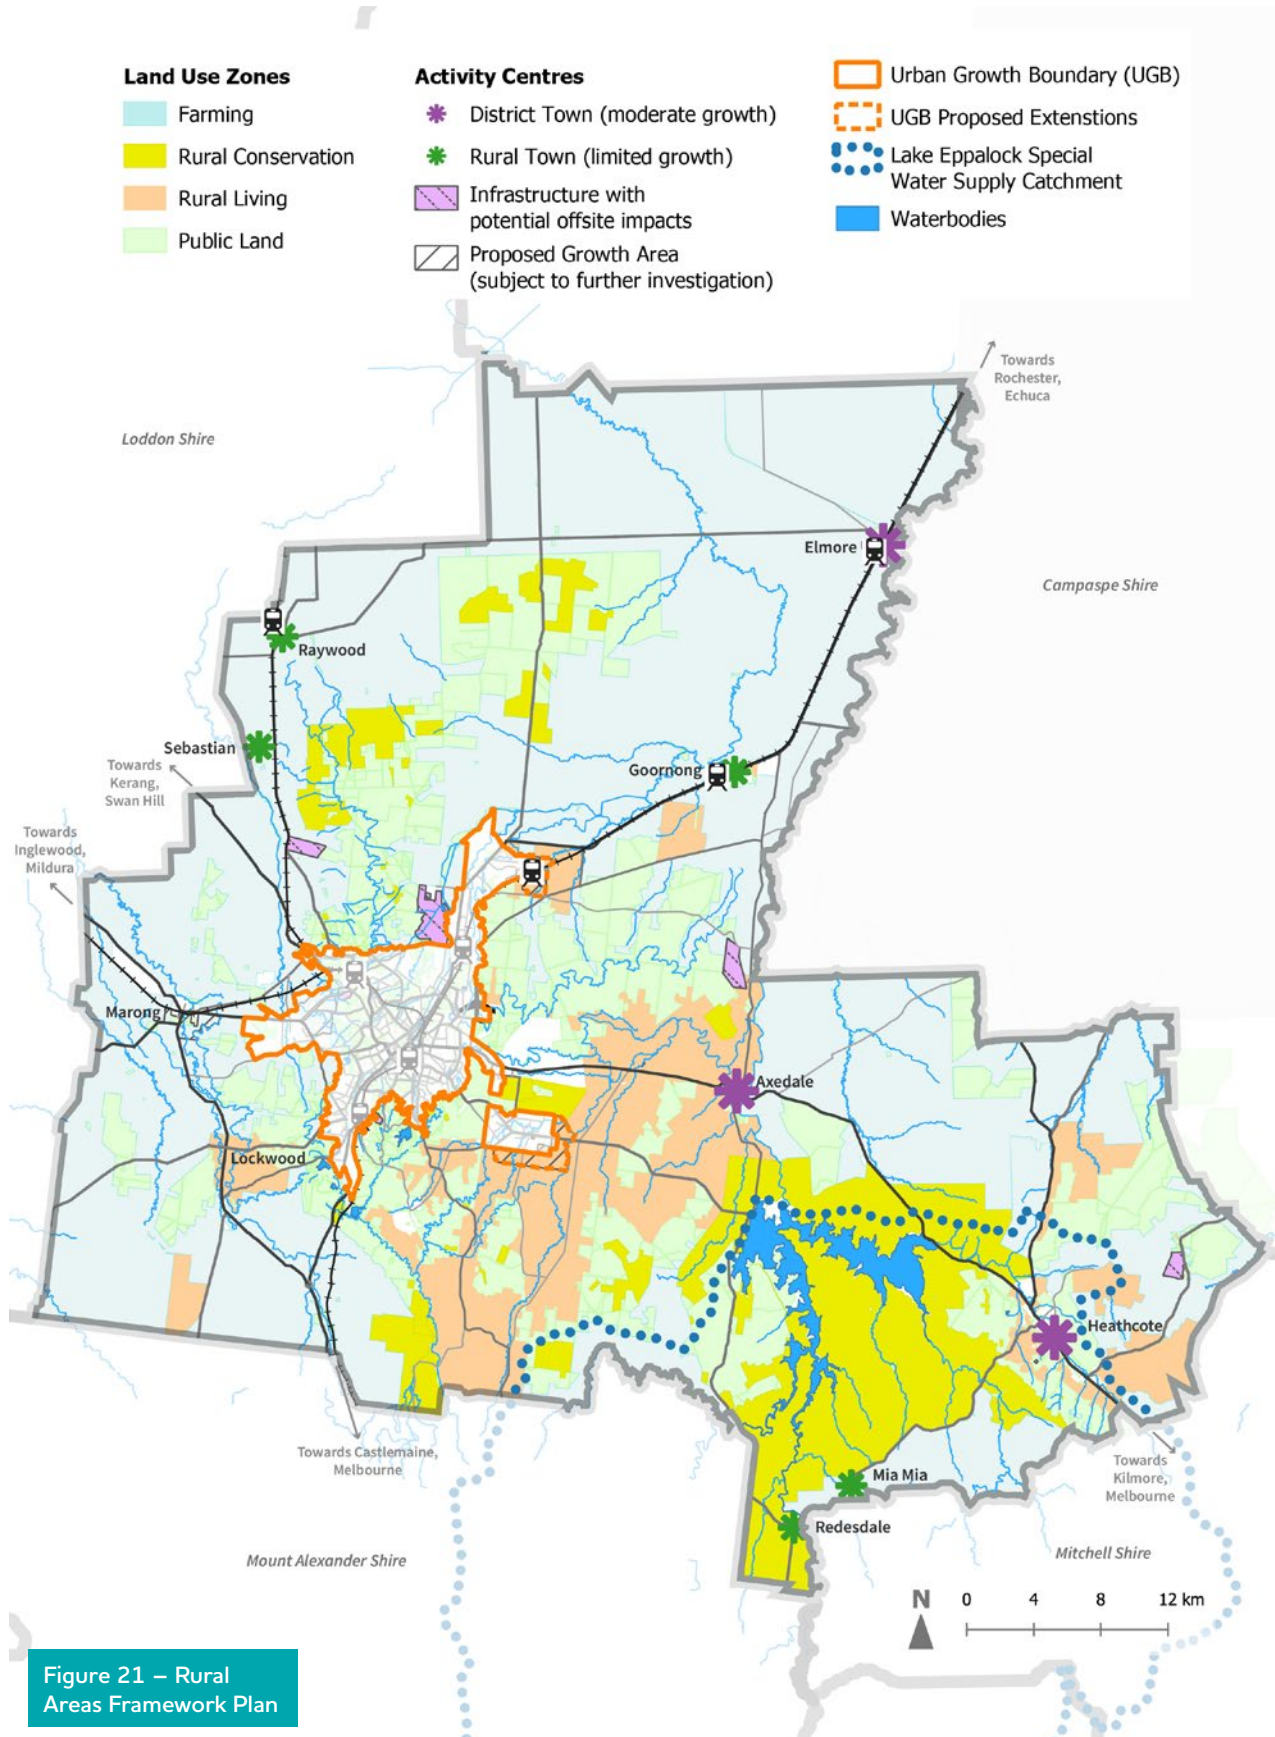 Land Use Zones
Farming
Rural Conservation
Rural Living
Public Land
Activity Centres
District Town (moderate growth)
Rural Town (limited growth)
Infrastructure with
potential offsite impacts
Proposed Growth Area
(subject to further investigation)
Urban Growth Boundary (UGB)
UGB Proposed Extenstions
Lake Eppalock Special
Water Supply Catchment
Waterbodies
Towards
Rochester,
Echuca
Loddon Shire
Elmore
Campaspe Shire
Raywood
Sebastian
Towards
Kerang,
Swan Hill
Goornong
Towards
Inglewood,
Mildura
Marong
Axedale
Lockwood
Heathcote
Towards Castlemaine,
Melbourne
Mia Mia
Towards
Kilmore,
Melbourne
Redesdale
Mount Alexander Shire
Mitchell Shire
N
0 4 8 12 km
Figure 21 – Rural
Areas Framework Plan